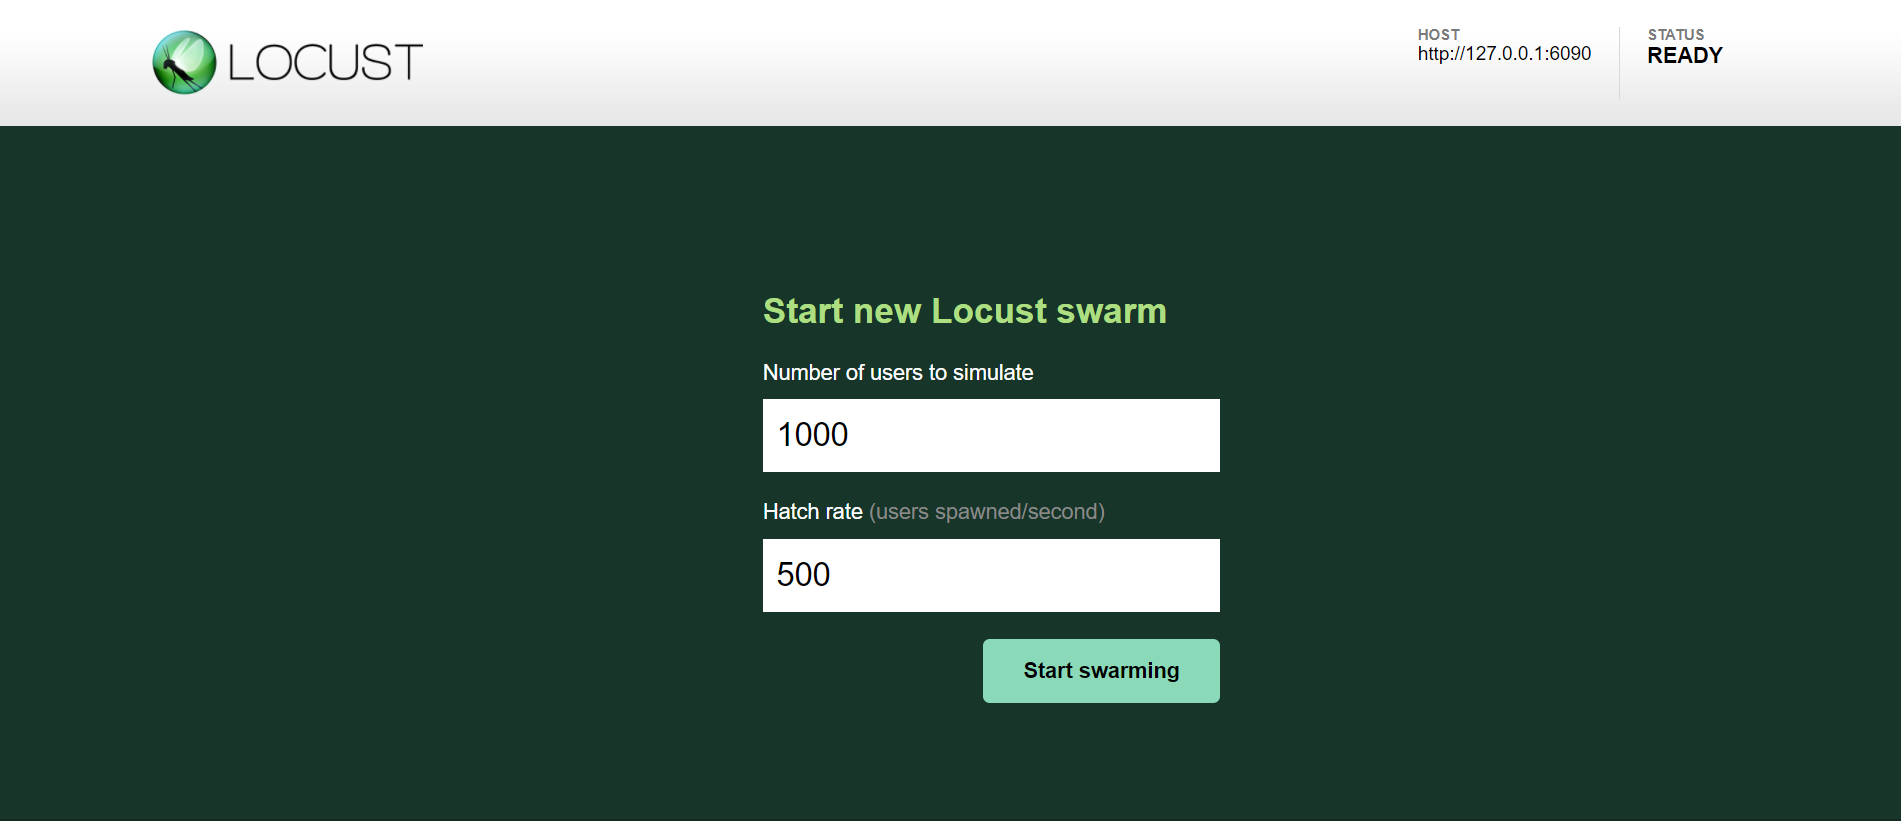 LOCUST
HOST
http://127.0.0.1:6090
STATUS
READY
Start new Locust swarm
Number of users to simulate
1000
Hatch rate (users spawned/second)
500
Start swarming